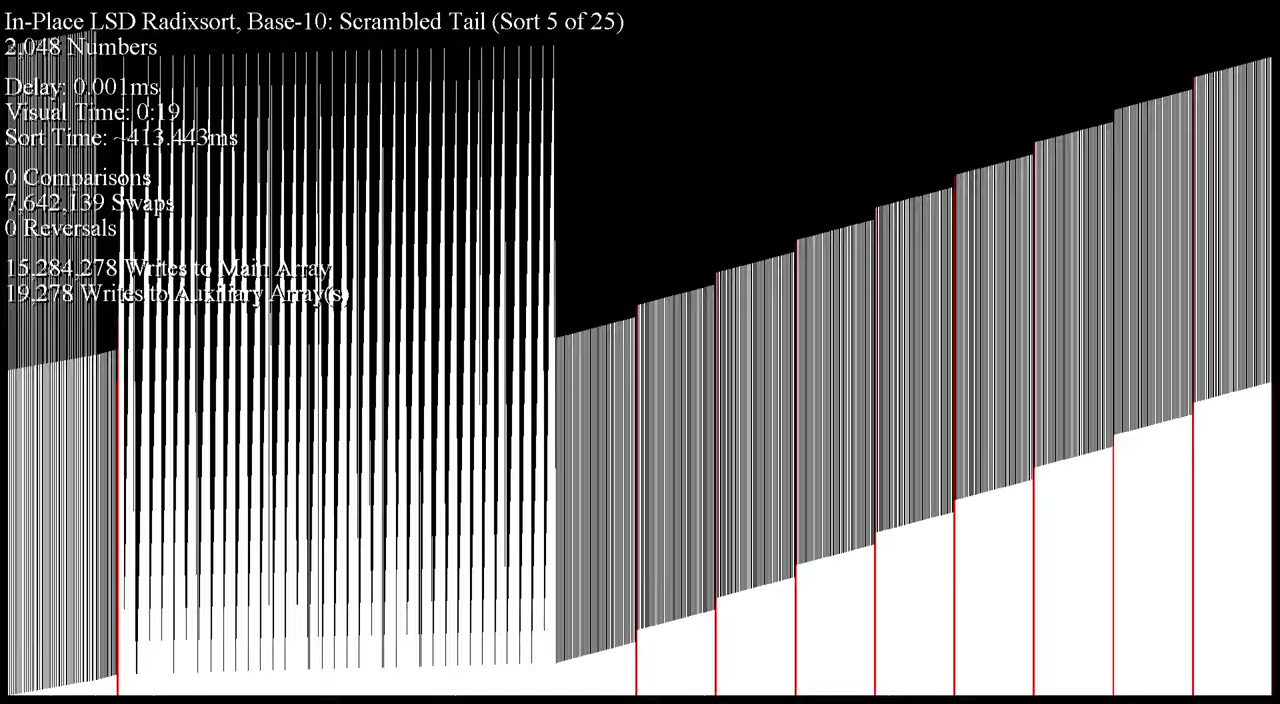 In-Place LSD Radixsort, Base-10: Scrambled Tail (Sort 5 of 25)
2,048 Numbers
Delay: 0.001ms
Visual Time: 0:19
Sort Time: ~413.443ms
0 Comparisons
7,642,139 Swaps
0 Reversals
15,284,278 Writes to Main Array
19,278 Writes to Auxiliary Array(s)